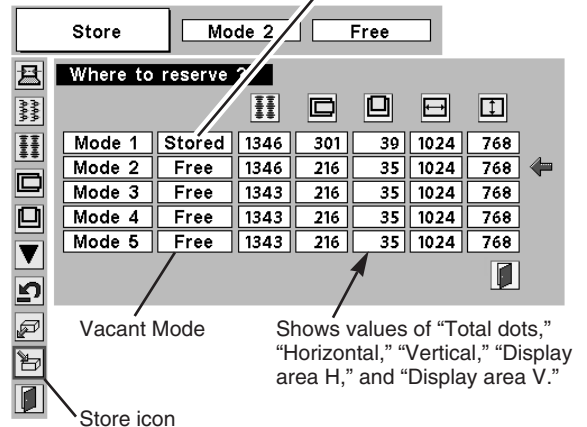 Store Mode 2 Free
Where to reserve ?
Mode 1 Stored 1346 301 39 1024 768
Mode 2 Free 1346 216 35 1024 768
Mode 3 Free 1343 216 35 1024 768
Mode 4 Free 1343 216 35 1024 768
Mode 5 Free 1343 216 35 1024 768
Vacant Mode
Shows values of “Total dots,”
“Horizontal,” “Vertical,” “Display
area H,” and “Display area V.”
Store icon